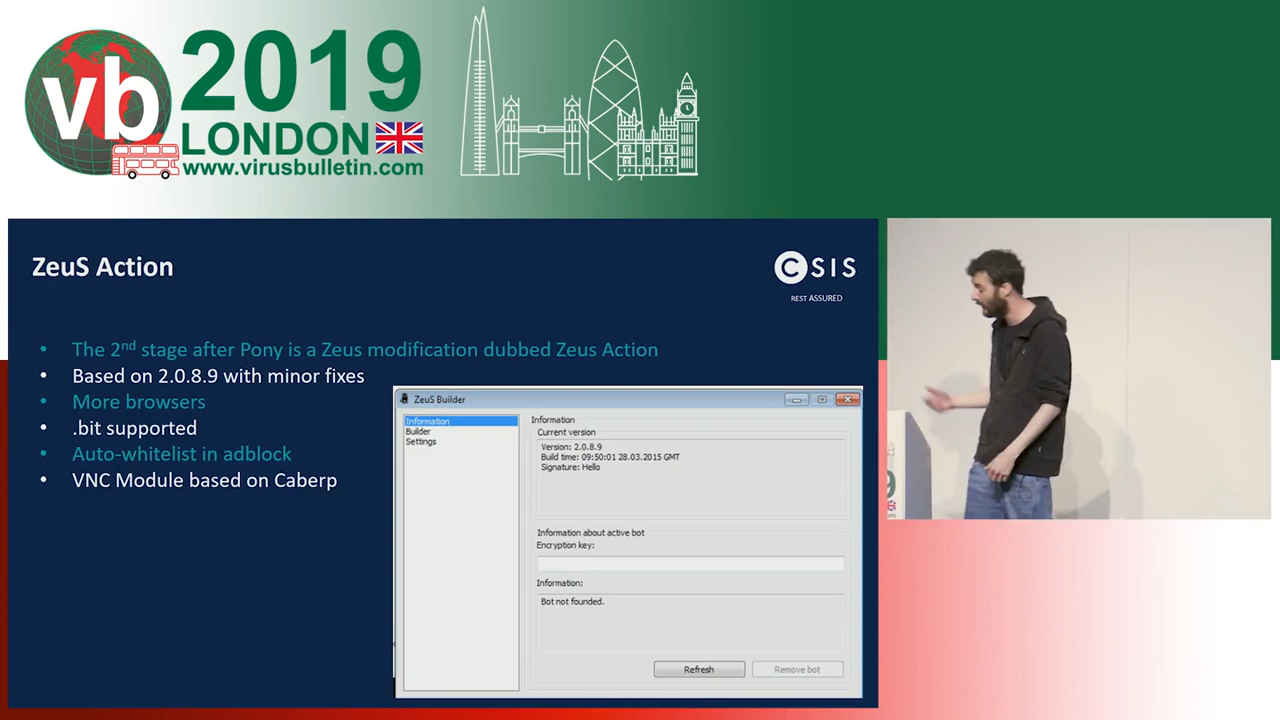 vb
2019
LONDON
www.virusbulletin.com
ZeuS Action
CSIS
REST ASSURED
• The 2nd stage after Pony is a Zeus modification dubbed Zeus Action
• Based on 2.0.8.9 with minor fixes
• More browsers
• .bit supported
• Auto-whitelist in adblock
• VNC Module based on Caberp
ZeuS Builder
Information
Builder
Settings
Information
Current version
Version: 2.0.8.9
Build time: 09:50:01 28.03.2015 GMT
Signature: Hello
Information about active bot
Encryption key:
Information:
Bot not founded.
Refresh
Remove bot